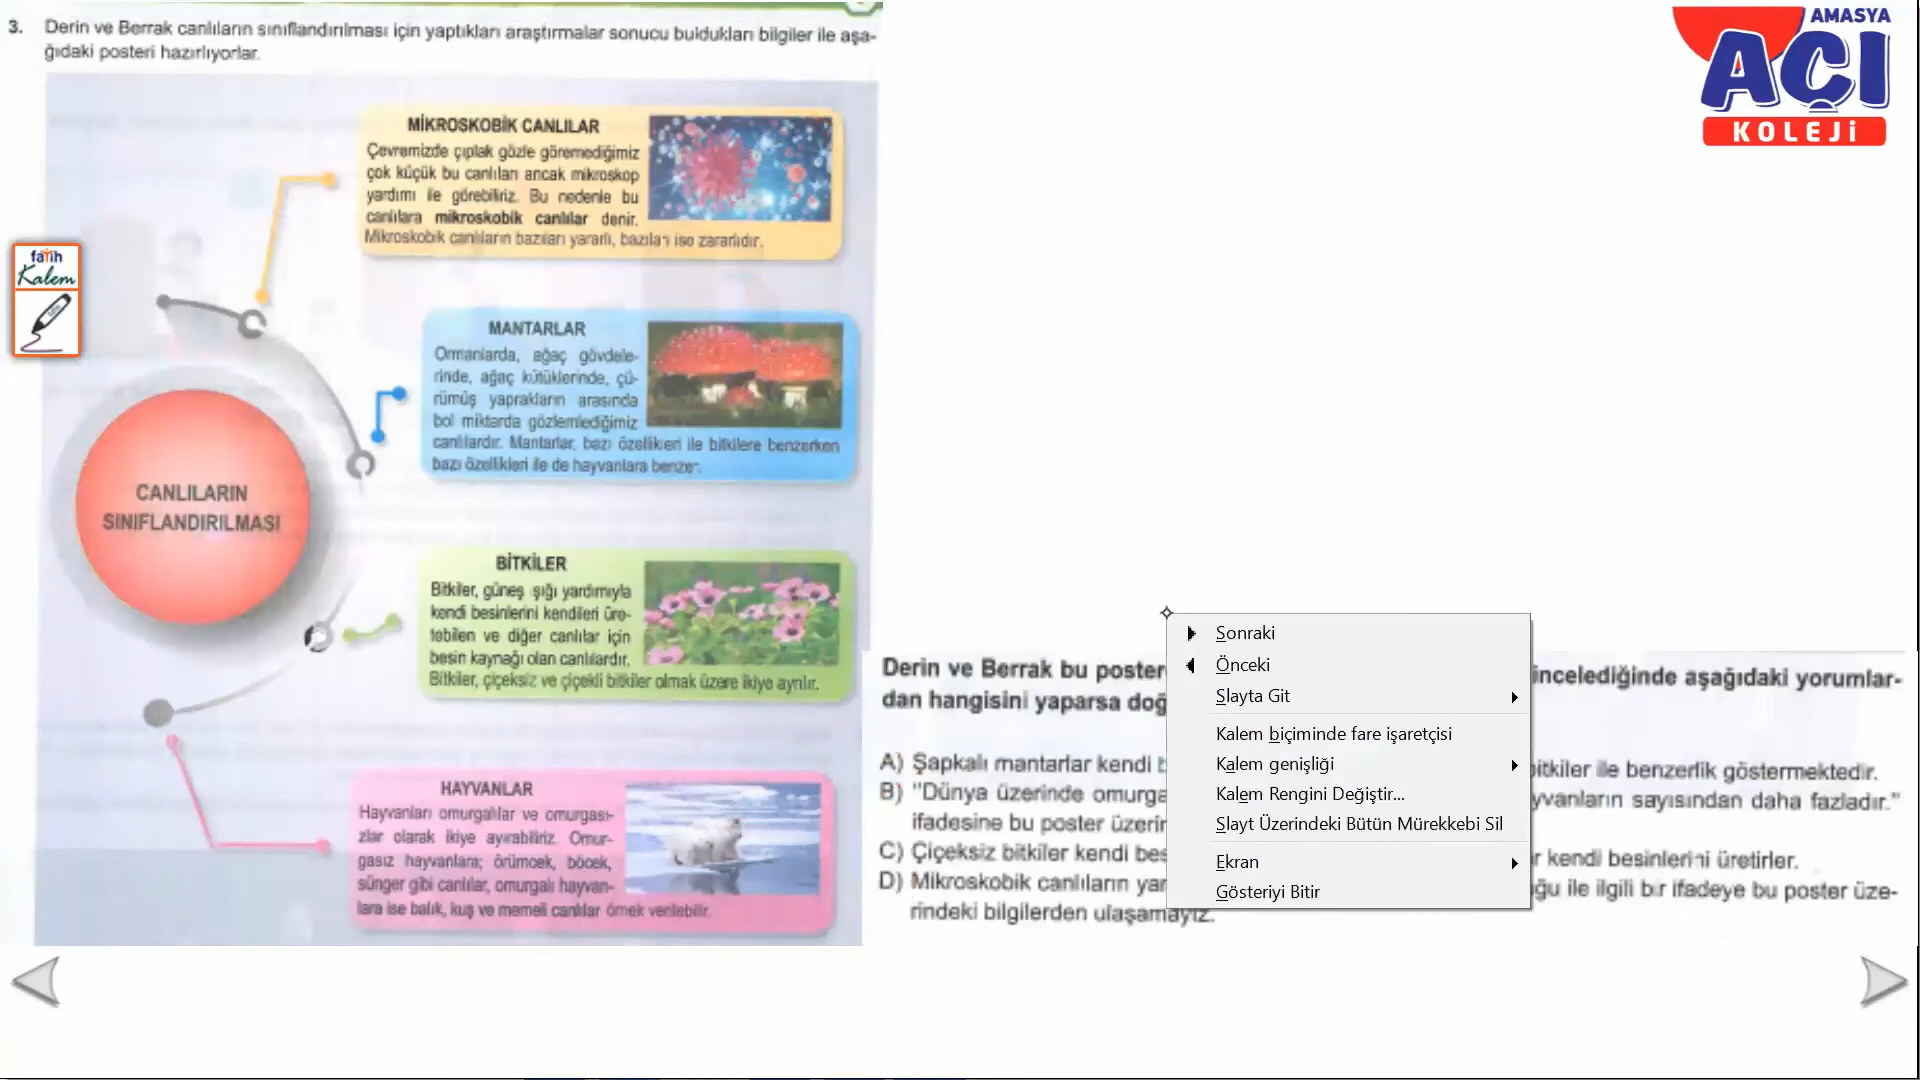 AMASYA
AÇI
KOLEJİ
3. Derin ve Berrak canlıların sınıflandırılması için yaptıkları araştırmalar sonucu buldukları bilgiler ile aşa-
ğıdaki posteri hazırlıyorlar.
MİKROSKOBİK CANLILAR
Çevremizde çıplak gözle göremediğimiz
çok küçük bu canlıları ancak mikroskop
yardımı ile görebiliriz. Bu nedenle bu
canlılara mikroskobik canlılar denir.
Mikroskobik canlıların bazıları yararlı, bazıları ise zararlıdır.
fatih
Kalem
MANTARLAR
Ormanlarda, ağaç gövdele-
rinde, ağaç kütüklerinde, çü-
rümüş yaprakların arasında
bol miktarda gözlemlediğimiz
canlılardır. Mantarlar, bazı özellikleri ile bitkilere benzerken
bazı özellikleri ile de hayvanlara benzer.
CANLILARIN
SINIFLANDIRILMASI
BİTKİLER
Bitkiler, güneş ışığı yardımıyla
kendi besinlerini kendileri üre-
tebilen ve diğer canlılar için
besin kaynağı olan canlılardır.
Bitkiler, çiçeksiz ve çiçekli bitkiler olmak üzere ikiye ayrılır.
HAYVANLAR
Hayvanları omurgalılar ve omurgası-
zlar olarak ikiye ayırabiliriz. Omur-
gasız hayvanlara; örümcek, böcek,
sünger gibi canlılar, omurgalı hayvan-
lara ise balık, kuş ve memeli canlılar örnek verilebilir.
Derin ve Berrak bu poster incelediğinde aşağıdaki yorumlar-
dan hangisini yaparsa doğ
A) Şapkalı mantarlar kendi bitkiler ile benzerlik göstermektedir.
B) "Dünya üzerinde omurga yvanların sayısından daha fazladır."
ifadesine bu poster üzerin
C) Çiçeksiz bitkiler kendi bes r kendi besinlerini üretirler.
D) Mikroskobik canlıların yar ğu ile ilgili bir ifadeye bu poster üze-
rindeki bilgilerden ulaşamayız.
Sonraki
Önceki
Slayta Git
Kalem biçiminde fare işaretçisi
Kalem genişliği
Kalem Rengini Değiştir...
Slayt Üzerindeki Bütün Mürekkebi Sil
Ekran
Gösteriyi Bitir